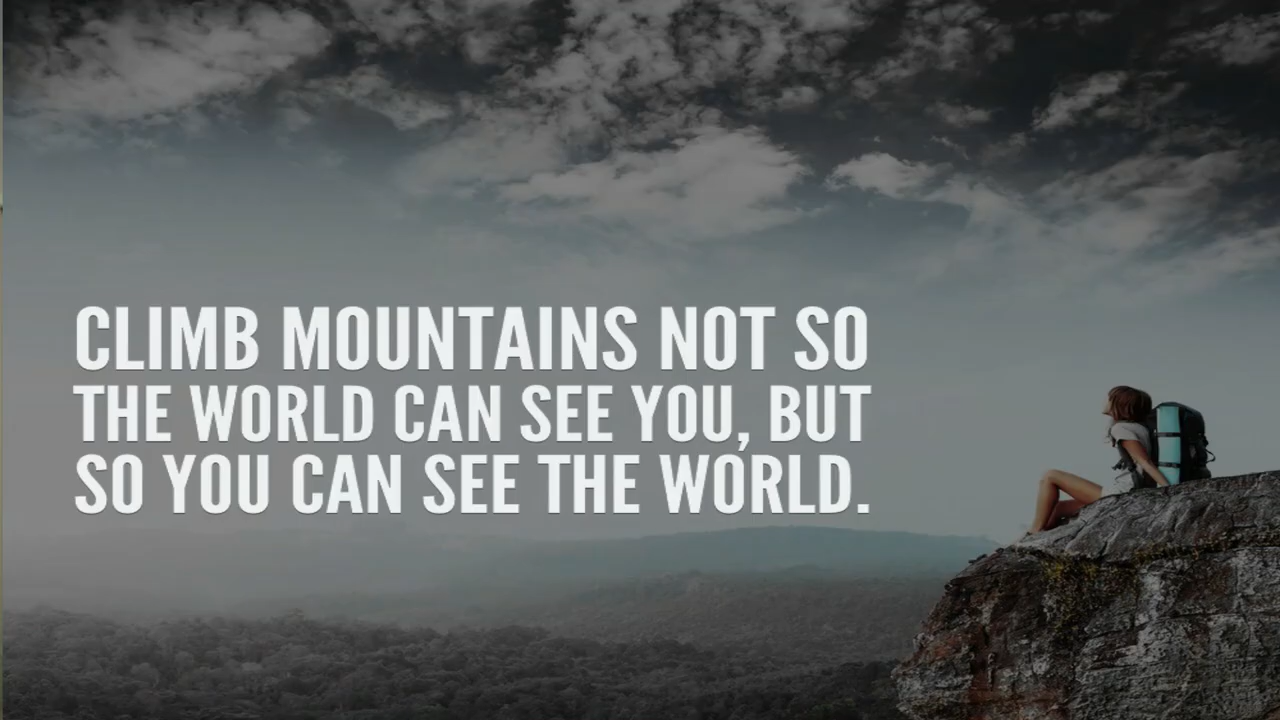 CLIMB MOUNTAINS NOT SO
THE WORLD CAN SEE YOU, BUT
SO YOU CAN SEE THE WORLD.